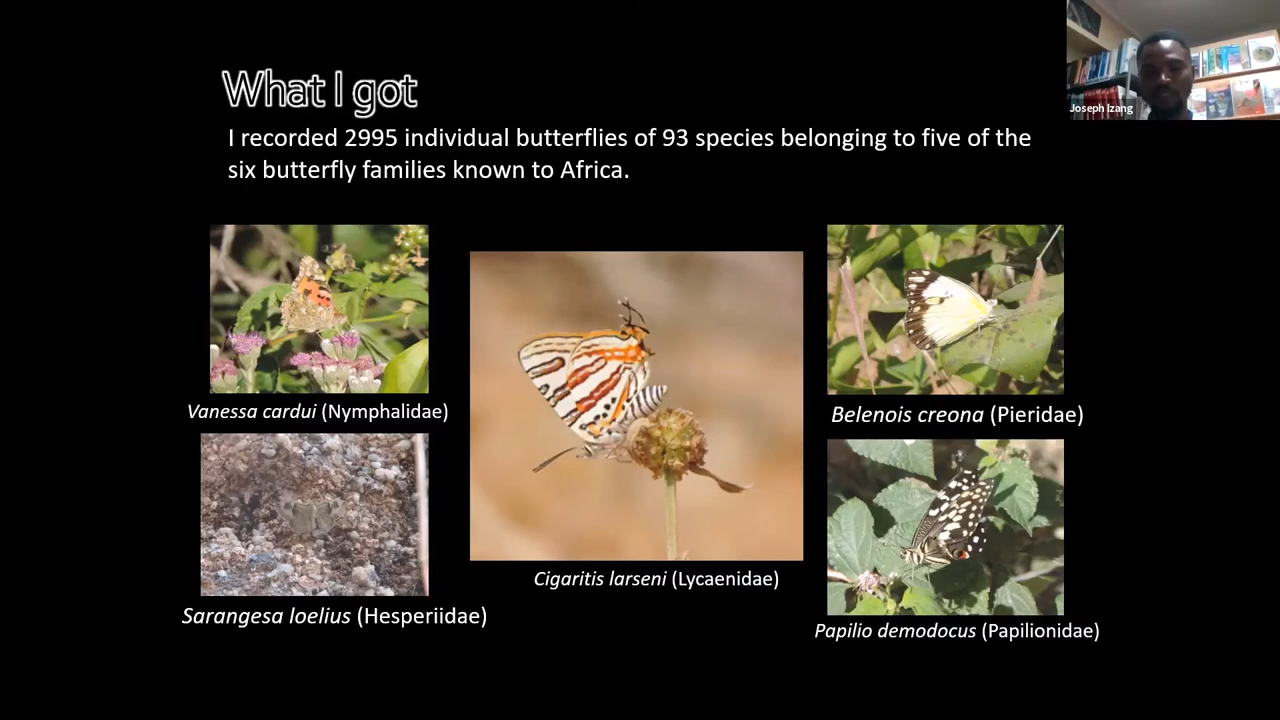 What I got
I recorded 2995 individual butterflies of 93 species belonging to five of the
six butterfly families known to Africa.
Joseph Izang
Vanessa cardui (Nymphalidae)
Belenois creona (Pieridae)
Cigaritis larseni (Lycaenidae)
Sarangesa loelius (Hesperiidae)
Papilio demodocus (Papilionidae)